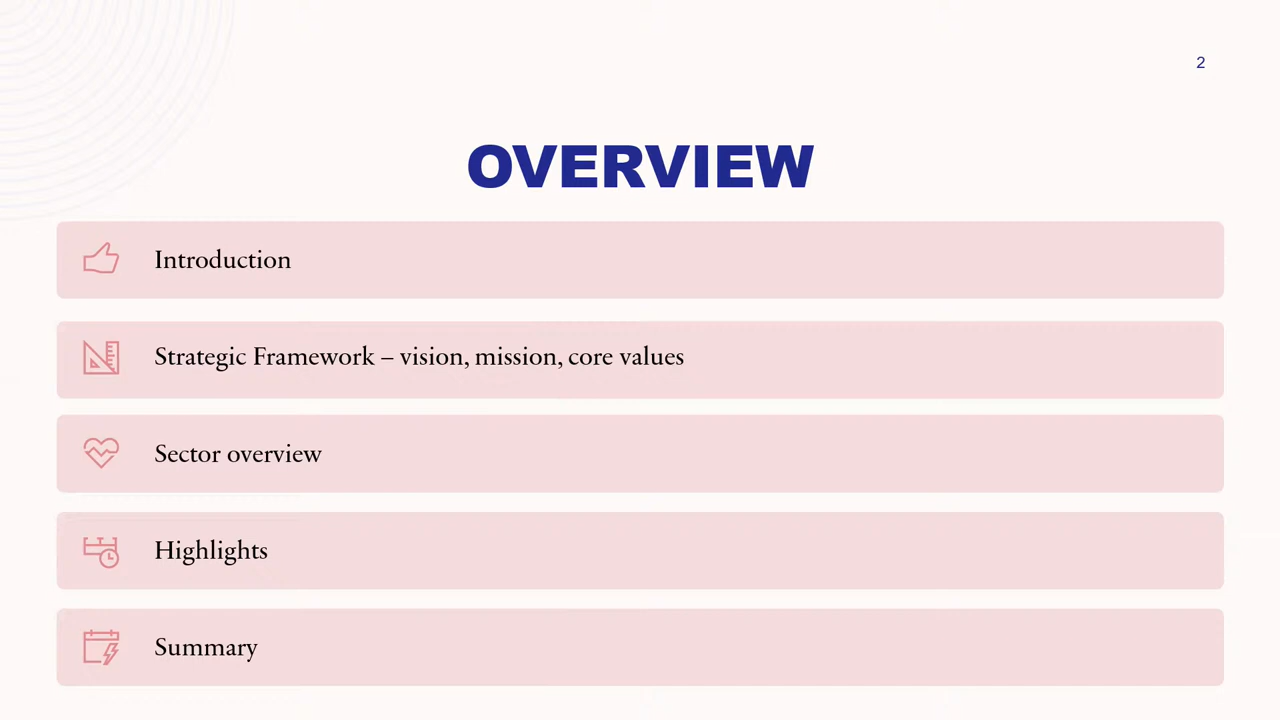 2
OVERVIEW
Introduction
Strategic Framework – vision, mission, core values
Sector overview
Highlights
Summary